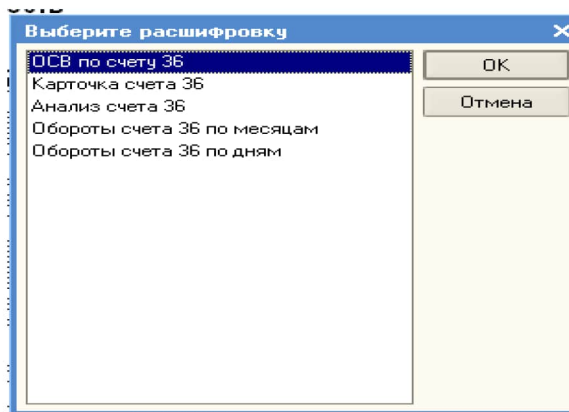 Выберите расшифровку
ОСВ по счету 36
Карточка счета 36
Анализ счета 36
Обороты счета 36 по месяцам
Обороты счета 36 по дням
OK
Отмена